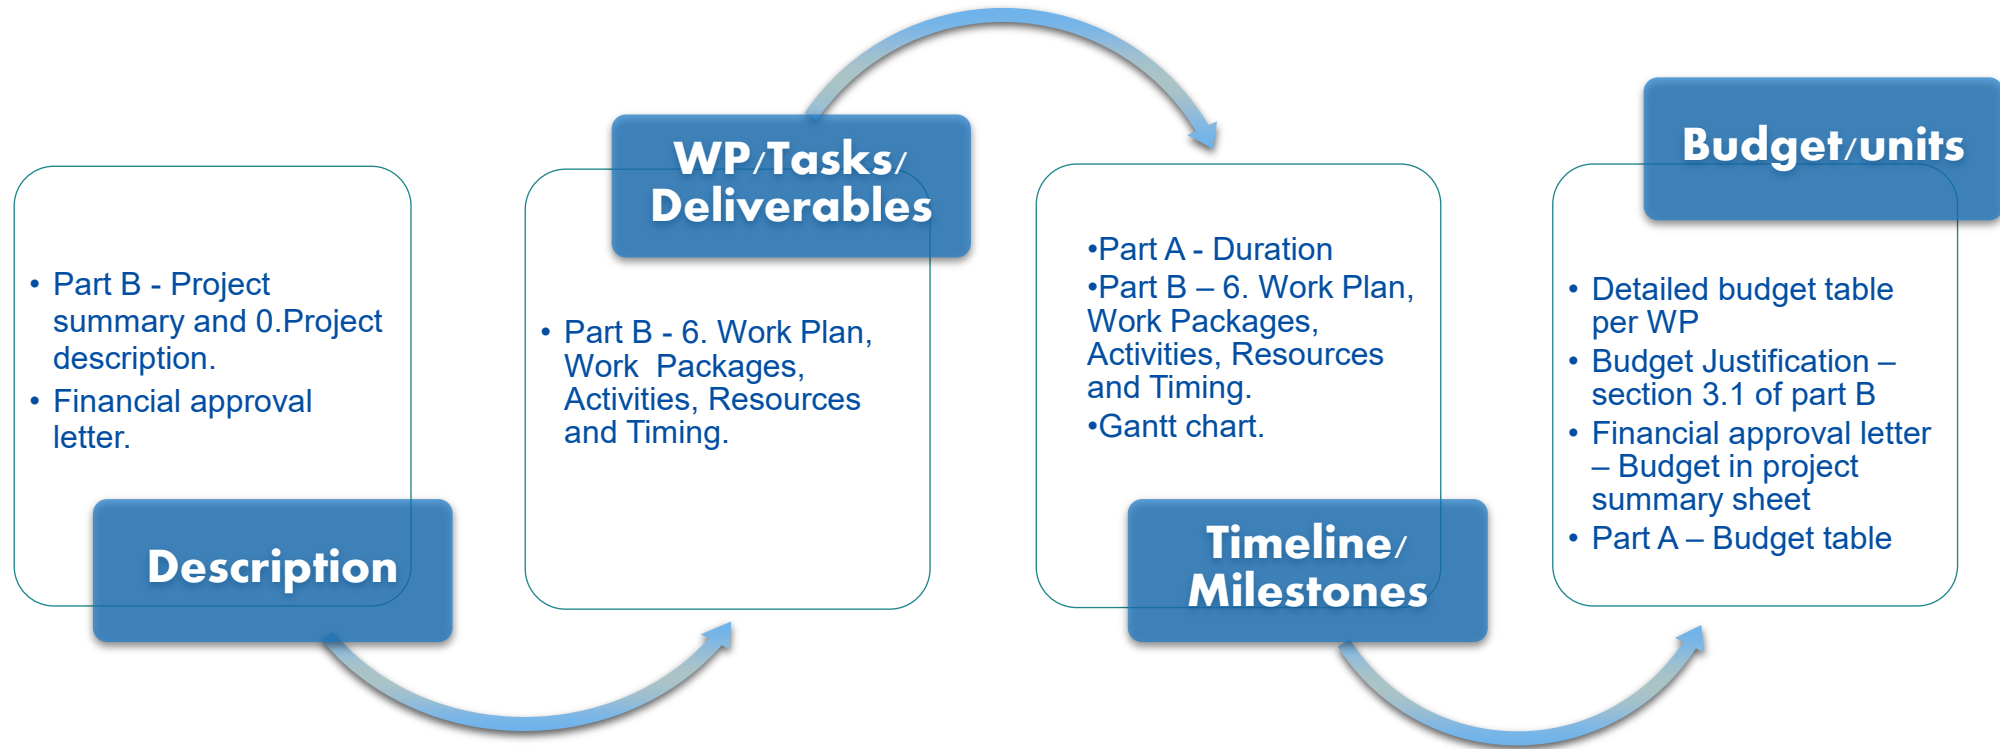 • Part B - Project
summary and 0.Project
description.
• Financial approval
letter.
Description
WP/Tasks/
Deliverables
• Part B - 6. Work Plan,
Work  Packages,
Activities, Resources
and Timing.
•Part A - Duration
•Part B – 6. Work Plan,
Work Packages,
Activities, Resources
and Timing.
•Gantt chart.
Timeline/
Milestones
Budget/units
• Detailed budget table
per WP
• Budget Justification –
section 3.1 of part B
• Financial approval letter
– Budget in project
summary sheet
• Part A – Budget table